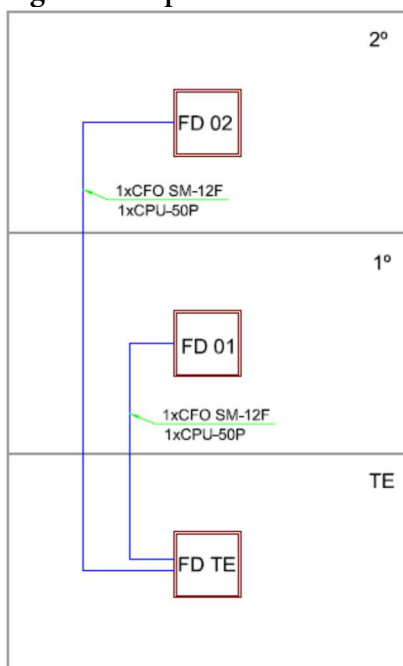 2º
FD 02
1xCFO SM-12F
1xCPU-50P
1º
FD 01
1xCFO SM-12F
1xCPU-50P
TE
FD TE